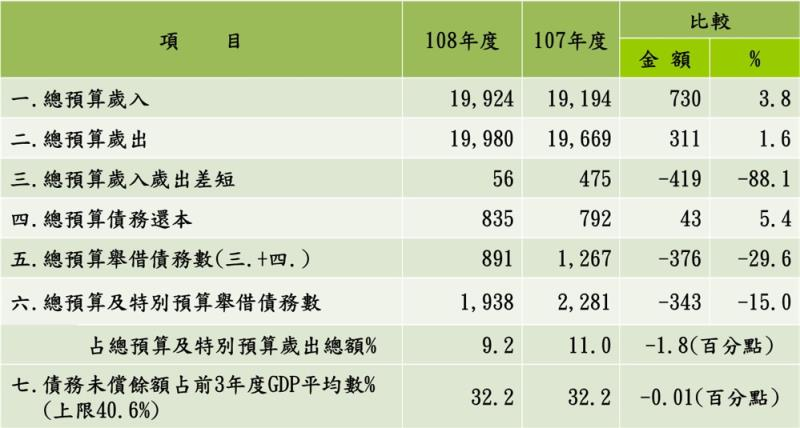 項 目 108年度 107年度 比較
金 額 %
一.總預算歲入 19,924 19,194 730 3.8
二.總預算歲出 19,980 19,669 311 1.6
三.總預算歲入歲出差短 56 475 -419 -88.1
四.總預算債務還本 835 792 43 5.4
五.總預算舉借債務數(三.+四.) 891 1,267 -376 -29.6
六.總預算及特別預算舉借債務數 1,938 2,281 -343 -15.0
占總預算及特別預算歲出總額% 9.2 11.0 -1.8(百分點)
七.債務未償餘額占前3年度GDP平均數% 32.2 32.2 -0.01(百分點)
(上限40.6%)